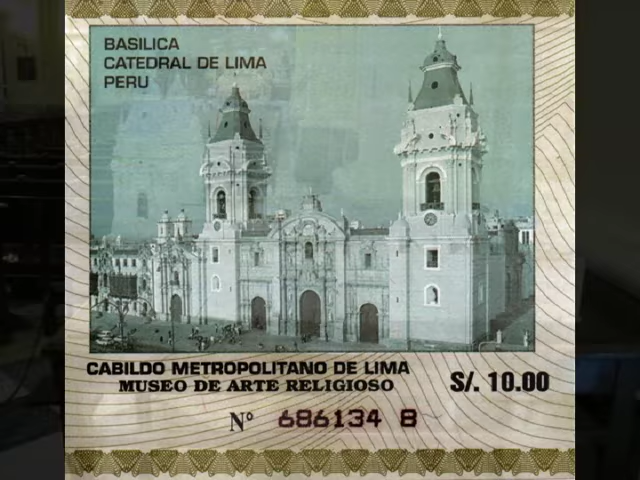 BASILICA
CATEDRAL DE LIMA
PERU
CABILDO METROPOLITANO DE LIMA
MUSEO DE ARTE RELIGIOSO
S/. 10.00
Nº 686134 B